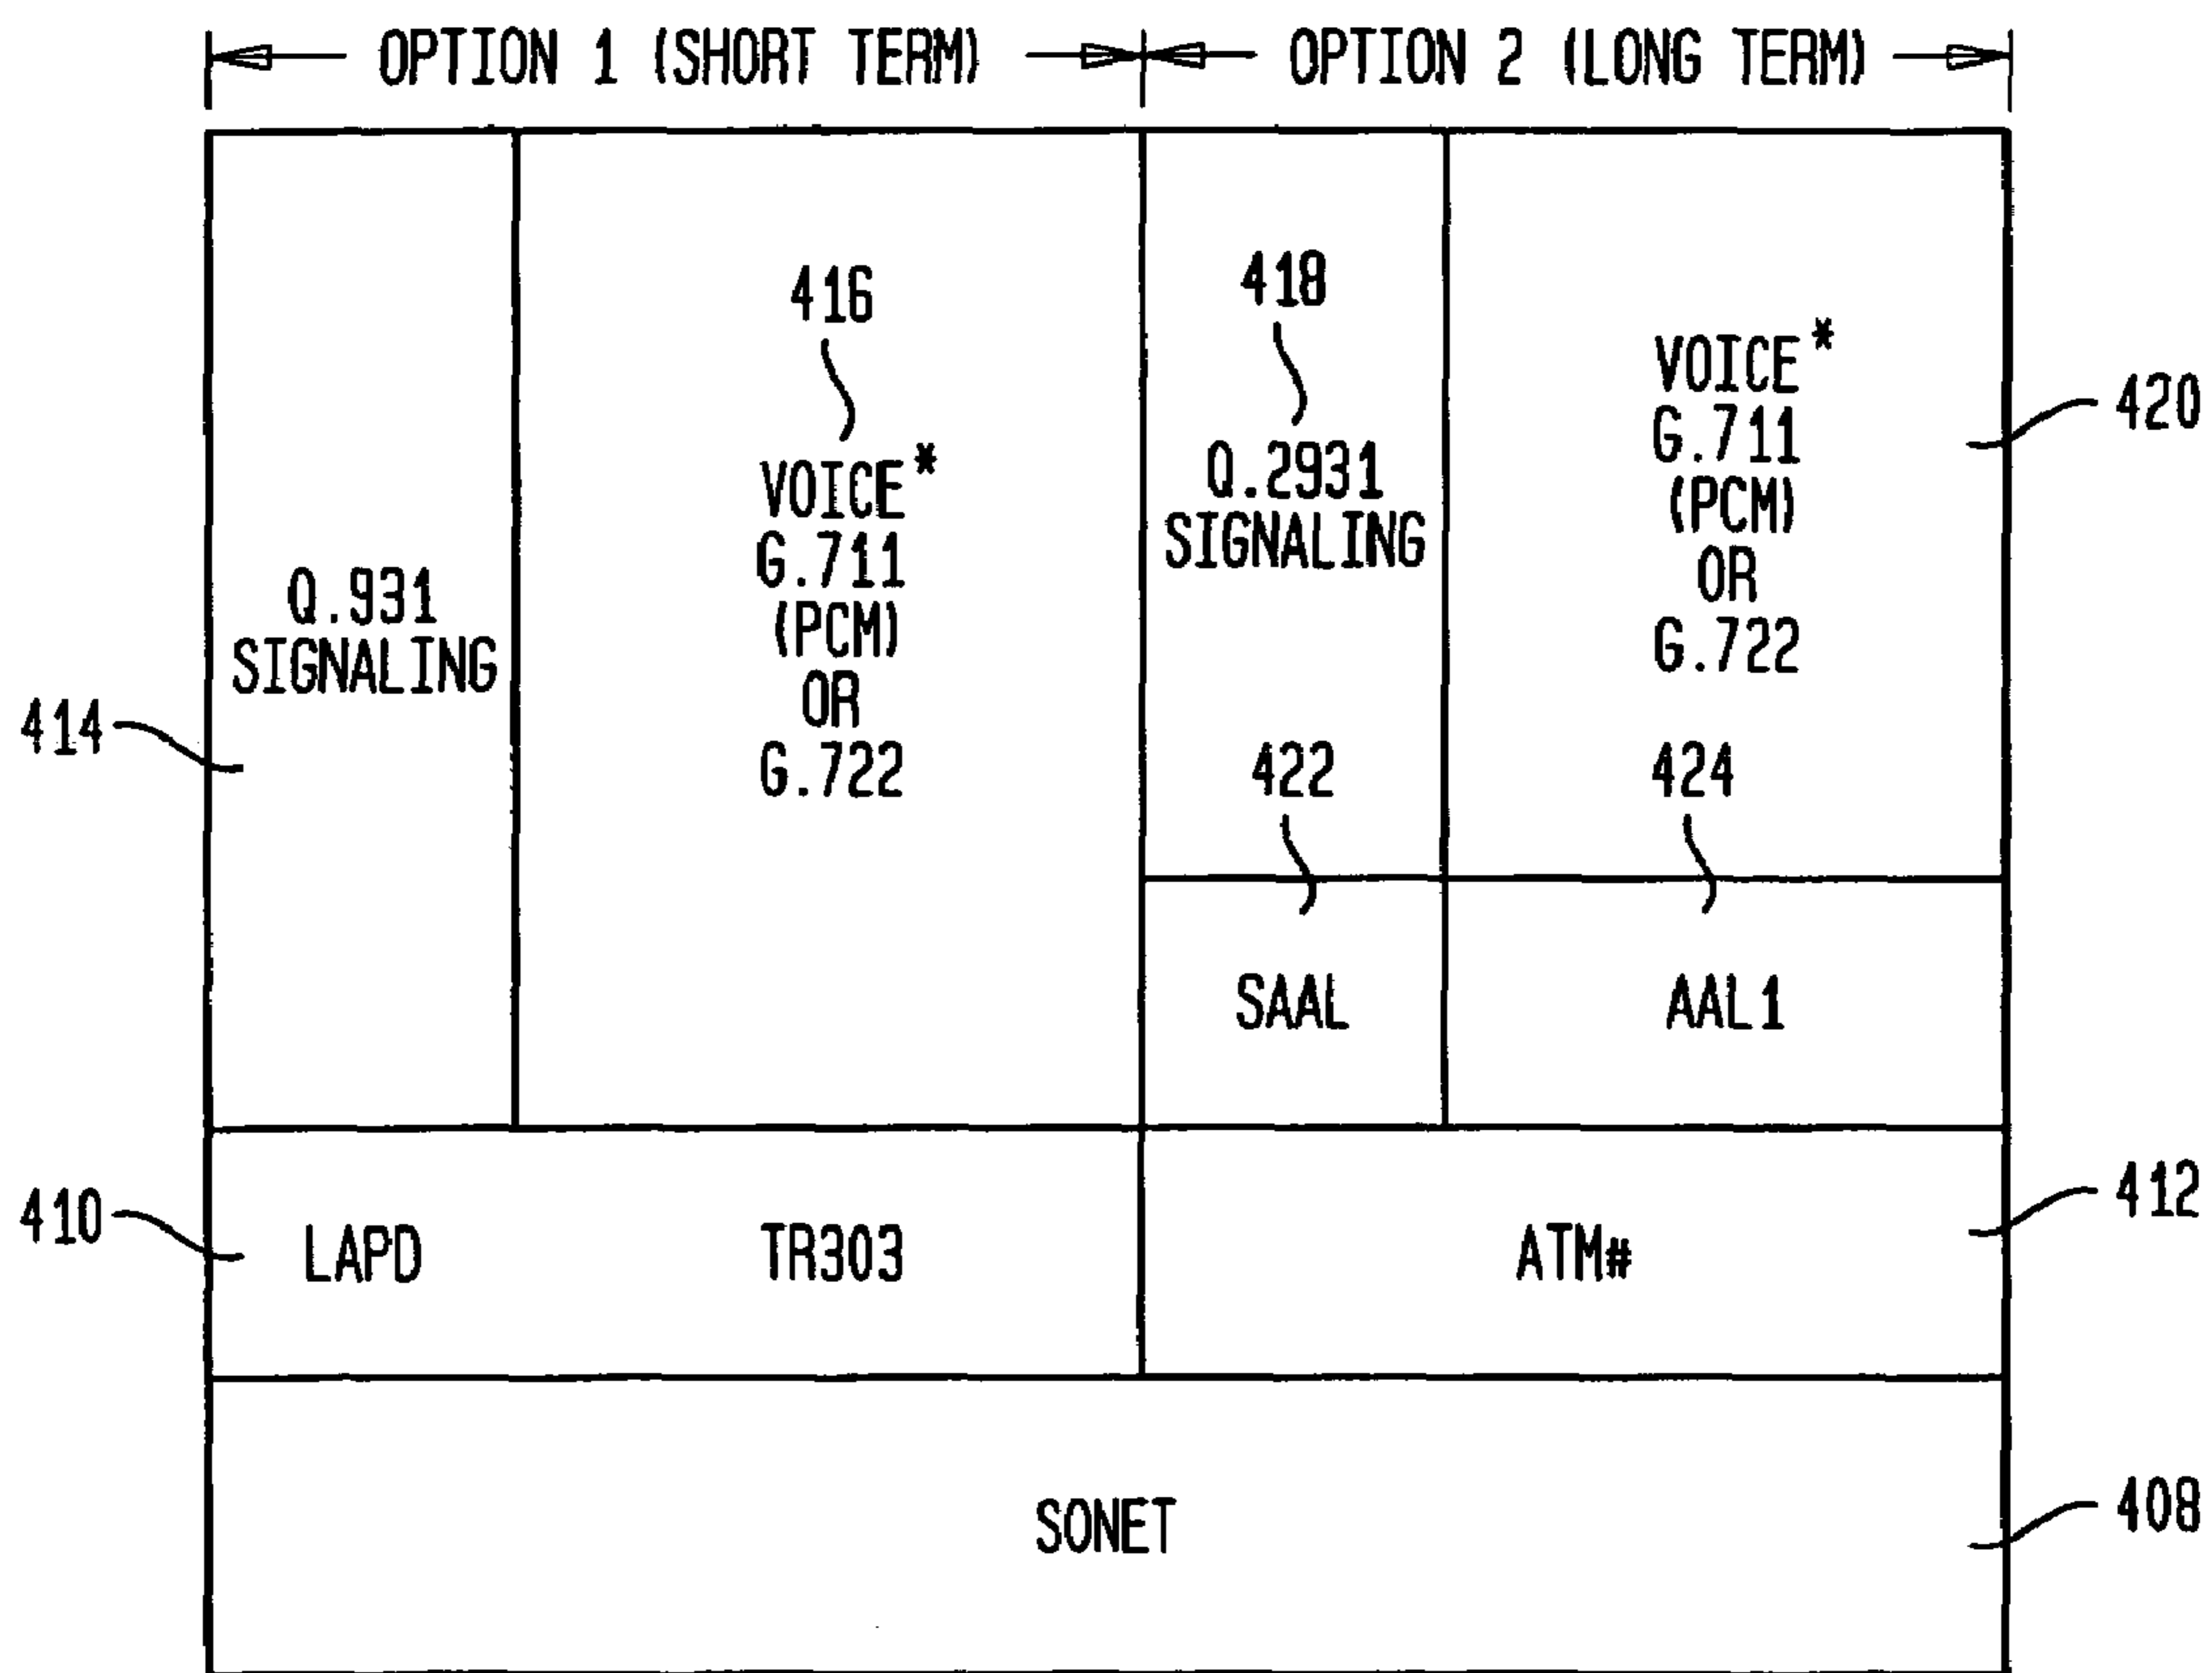 OPTION 1 (SHORT TERM)
OPTION 2 (LONG TERM)
414
Q.931
SIGNALING
416
VOICE*
G.711
(PCM)
OR
G.722
418
Q.2931
SIGNALING
420
VOICE*
G.711
(PCM)
OR
G.722
422
SAAL
424
AAL1
410
LAPD
TR303
ATM#
412
SONET
408